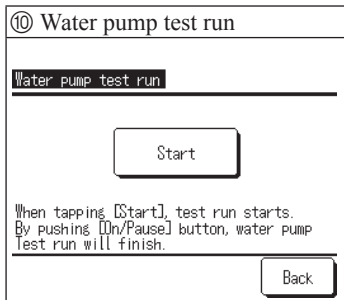 ⑩ Water pump test run
Water pump test run
Start
When tapping [Start], test run starts.
By pushing [On/Pause] button, water pump
Test run will finish.
Back